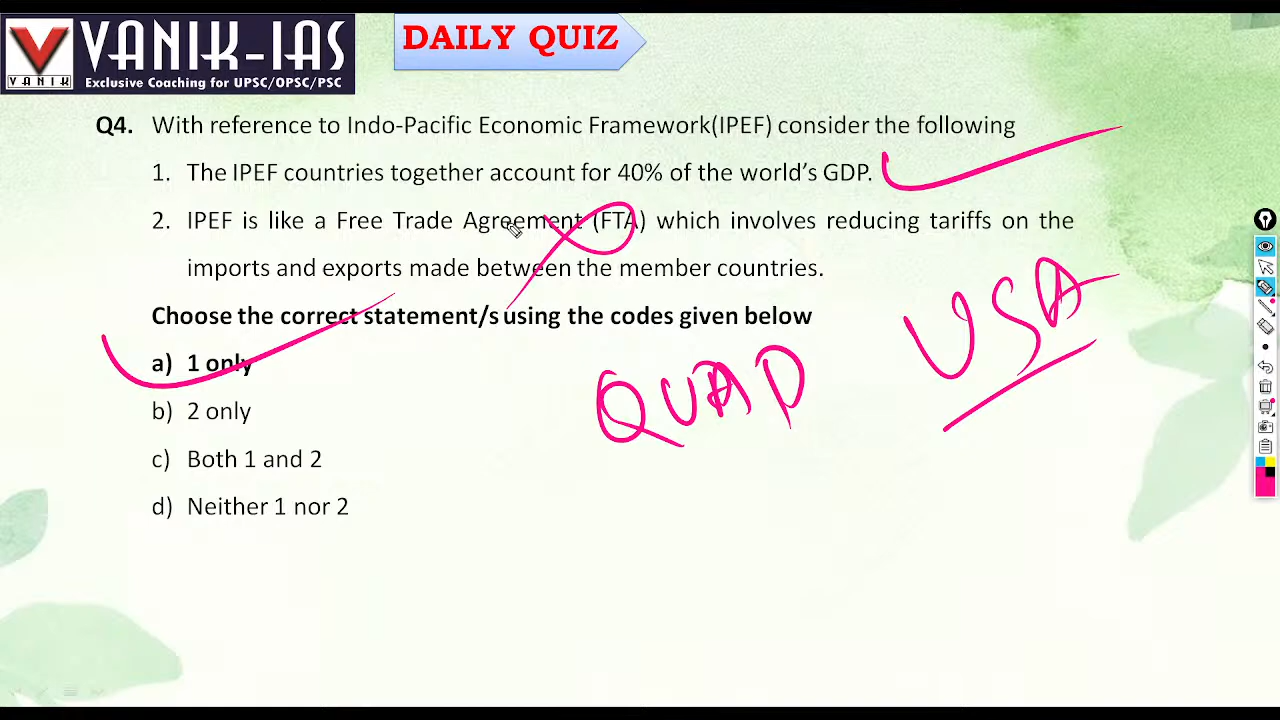 VANIK-IAS
VANIK
Exclusive Coaching for UPSC/OPSC/PSC
DAILY QUIZ
Q4. With reference to Indo-Pacific Economic Framework(IPEF) consider the following
1. The IPEF countries together account for 40% of the world's GDP.
2. IPEF is like a Free Trade Agreement (FTA) which involves reducing tariffs on the
imports and exports made between the member countries.
Choose the correct statement/s using the codes given below
a) 1 only
b) 2 only
c) Both 1 and 2
d) Neither 1 nor 2
USA
QUAD